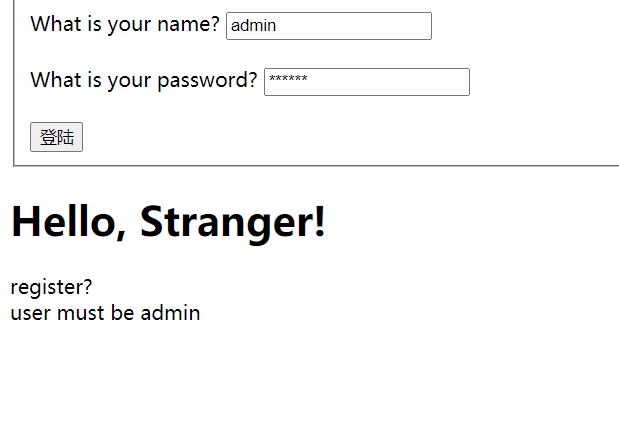 What is your name? admin
What is your password? ******
登陆
Hello, Stranger!
register?
user must be admin